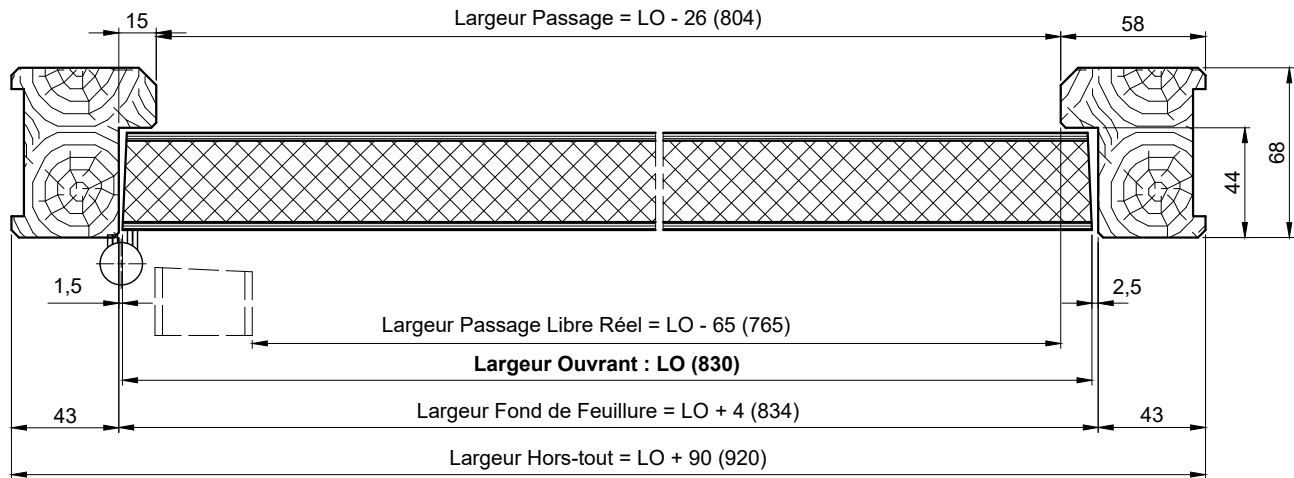 Largeur Passage = LO - 26 (804)
15
58
68
44
1,5
2,5
Largeur Passage Libre Réel = LO - 65 (765)
Largeur Ouvrant : LO (830)
43
Largeur Fond de Feuillure = LO + 4 (834)
43
Largeur Hors-tout = LO + 90 (920)